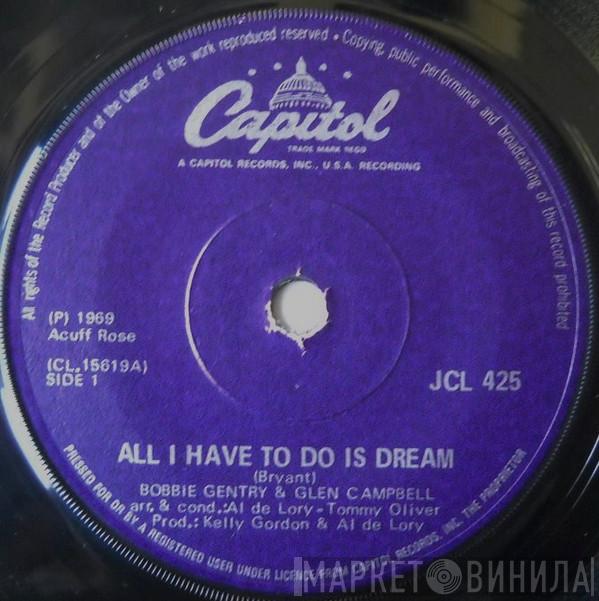 All rights of the Record Producer and of the Owner of the work reproduced reserved • Copying, public performance and broadcasting of this record prohibited
Capitol
TRADE MARK REGD
A CAPITOL RECORDS, INC., U.S.A. RECORDING
(P) 1969
Acuff Rose
(CL.15619A)
SIDE 1
JCL 425
ALL I HAVE TO DO IS DREAM
(Bryant)
BOBBIE GENTRY & GLEN CAMPBELL
arr. & cond.: Al de Lory - Tommy Oliver
Prod.: Kelly Gordon & Al de Lory
PRESSED FOR OR BY A REGISTERED USER UNDER LICENCE FROM CAPITOL RECORDS, INC. THE PROPRIETOR
МАРКЕТ ВИНИЛА